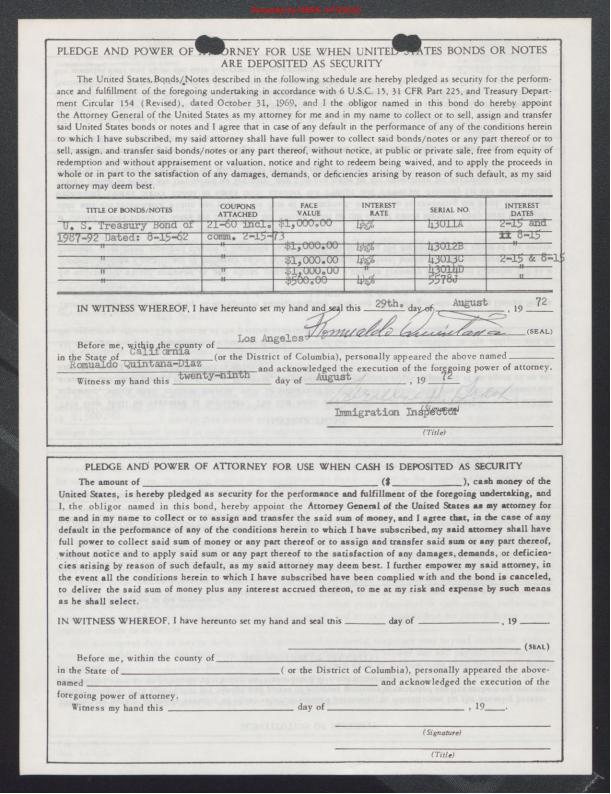 PLEDGE AND POWER OF ATTORNEY FOR USE WHEN UNITED STATES BONDS OR NOTES
ARE DEPOSITED AS SECURITY
The United States Bonds/Notes described in the following schedule are hereby pledged as security for the perform-
ance and fulfillment of the foregoing undertaking in accordance with 6 U.S.C. 15, 31 CFR Part 225, and Treasury Depart-
ment Circular 154 (Revised), dated October 31, 1969, and I the obligor named in this bond do hereby appoint
the Attorney General of the United States as my attorney for me and in my name to collect or to sell, assign and transfer
said United States bonds or notes and I agree that in case of any default in the performance of any of the conditions herein
to which I have subscribed, my said attorney shall have full power to collect said bonds/notes or any part thereof or to
sell, assign, and transfer said bonds/notes or any part thereof, without notice, at public or private sale, free from equity of
redemption and without appraisement or valuation, notice and right to redeem being waived, and to apply the proceeds in
whole or in part to the satisfaction of any damages, demands, or deficiencies arising by reason of such default, as my said
attorney may deem best.
TITLE OF BONDS/NOTES COUPONS ATTACHED FACE VALUE INTEREST RATE SERIAL NO. INTEREST DATES
U. S. Treasury Bond of 21-60 incl. $1,000.00 43011A 2-15 and
1987-92 Dated: 8-15-62 comm. 2-15-73 8-15
" " $1,000.00 43012B "
" " $1,000.00 43013C 2-15 & 8-15
" " $1,000.00 " 43014D "
" " $500.00 5578J "
IN WITNESS WHEREOF, I have hereunto set my hand and seal this 29th. day of August, 19 72
Romualdo Quintana (SEAL)
Before me, within the county of Los Angeles
in the State of California (or the District of Columbia), personally appeared the above named
Romualdo Quintana-Diaz and acknowledged the execution of the foregoing power of attorney.
Witness my hand this twenty-ninth day of August, 19 72
Immigration Inspector (Signature)
(Title)
PLEDGE AND POWER OF ATTORNEY FOR USE WHEN CASH IS DEPOSITED AS SECURITY
The amount of ($ ), cash money of the
United States, is hereby pledged as security for the performance and fulfillment of the foregoing undertaking, and
I, the obligor named in this bond, hereby appoint the Attorney General of the United States as my attorney for
me and in my name to collect or to assign and transfer the said sum of money, and I agree that, in the case of any
default in the performance of any of the conditions herein to which I have subscribed, my said attorney shall have
full power to collect said sum of money or any part thereof or to assign and transfer said sum or any part thereof,
without notice and to apply said sum or any part thereof to the satisfaction of any damages, demands, or deficien-
cies arising by reason of such default, as my said attorney may deem best. I further empower my said attorney, in
the event all the conditions herein to which I have subscribed have been complied with and the bond is canceled,
to deliver the said sum of money plus any interest accrued thereon, to me at my risk and expense by such means
as he shall select.
IN WITNESS WHEREOF, I have hereunto set my hand and seal this day of , 19
(SEAL)
Before me, within the county of
in the State of ( or the District of Columbia), personally appeared the above-
named and acknowledged the execution of the
foregoing power of attorney.
Witness my hand this day of , 19 .
(Signature)
(Title)